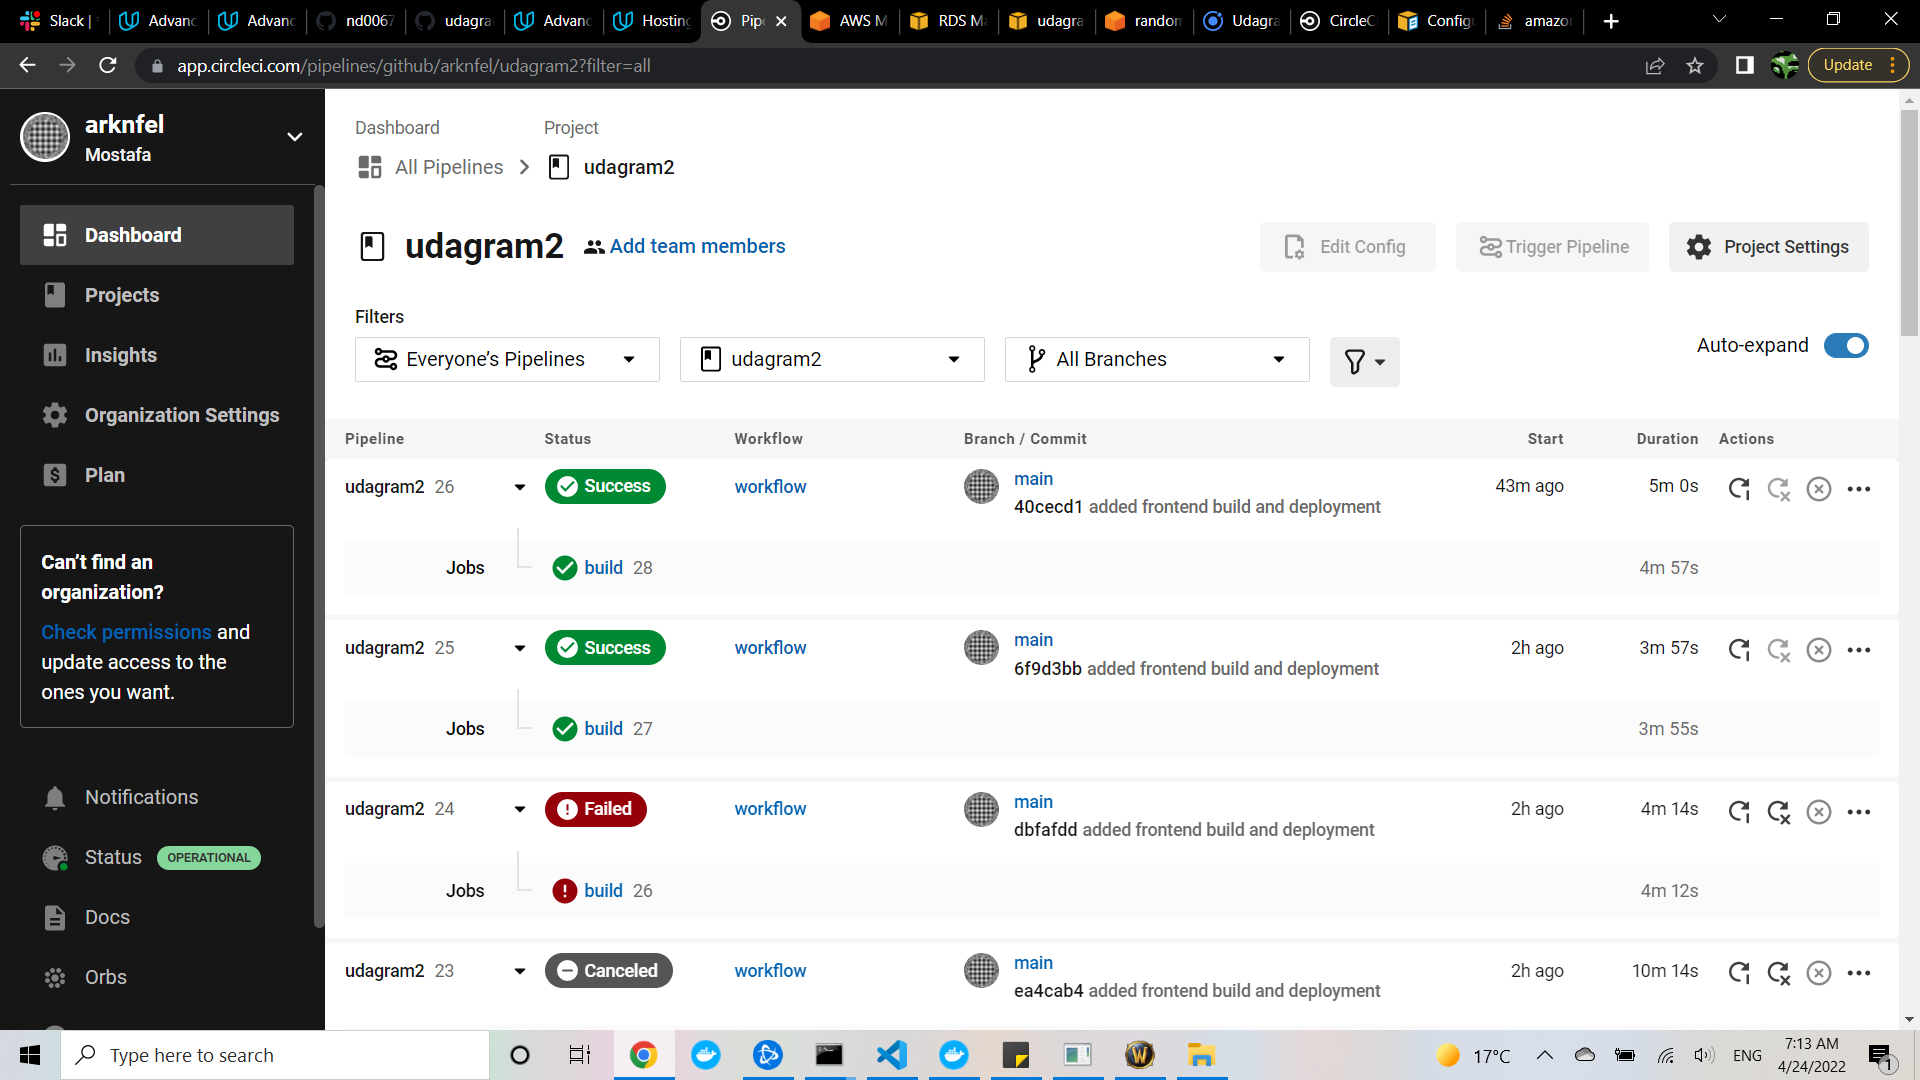 Slack |
Advanc
Advanc
nd0067
udagra
Advanc
Hosting
Pipe
AWS M
RDS Ma
udagra
random
Udagra
CircleC
Config
amazon
app.circleci.com/pipelines/github/arknfel/udagram2?filter=all
Update
arknfel
Mostafa
Dashboard
Projects
Insights
Organization Settings
Plan
Can't find an
organization?
Check permissions and
update access to the
ones you want.
Notifications
Status OPERATIONAL
Docs
Orbs
Dashboard Project
All Pipelines udagram2
udagram2 Add team members
Edit Config Trigger Pipeline Project Settings
Filters
Everyone’s Pipelines udagram2 All Branches
Auto-expand
Pipeline Status Workflow Branch / Commit Start Duration Actions
udagram2 26 Success workflow main 43m ago 5m 0s
40cecd1 added frontend build and deployment
Jobs build 28 4m 57s
udagram2 25 Success workflow main 2h ago 3m 57s
6f9d3bb added frontend build and deployment
Jobs build 27 3m 55s
udagram2 24 Failed workflow main 2h ago 4m 14s
dbfafdd added frontend build and deployment
Jobs build 26 4m 12s
udagram2 23 Canceled workflow main 2h ago 10m 14s
ea4cab4 added frontend build and deployment
Type here to search
17°C
ENG
7:13 AM
4/24/2022
1